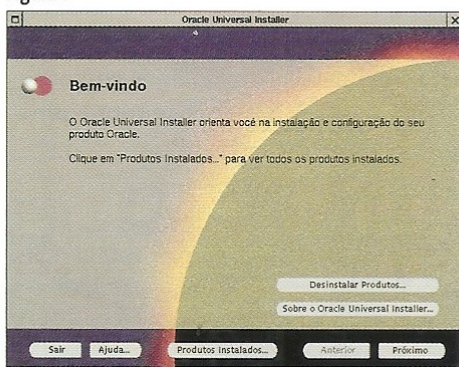 Oracle Universal Installer
Bem-vindo
O Oracle Universal Installer orienta você na instalação e configuração do seu
produto Oracle.
Clique em "Produtos Instalados..." para ver todos os produtos instalados.
Desinstalar Produtos...
Sobre o Oracle Universal Installer...
Sair
Ajuda...
Produtos Instalados...
Anterior
Próximo